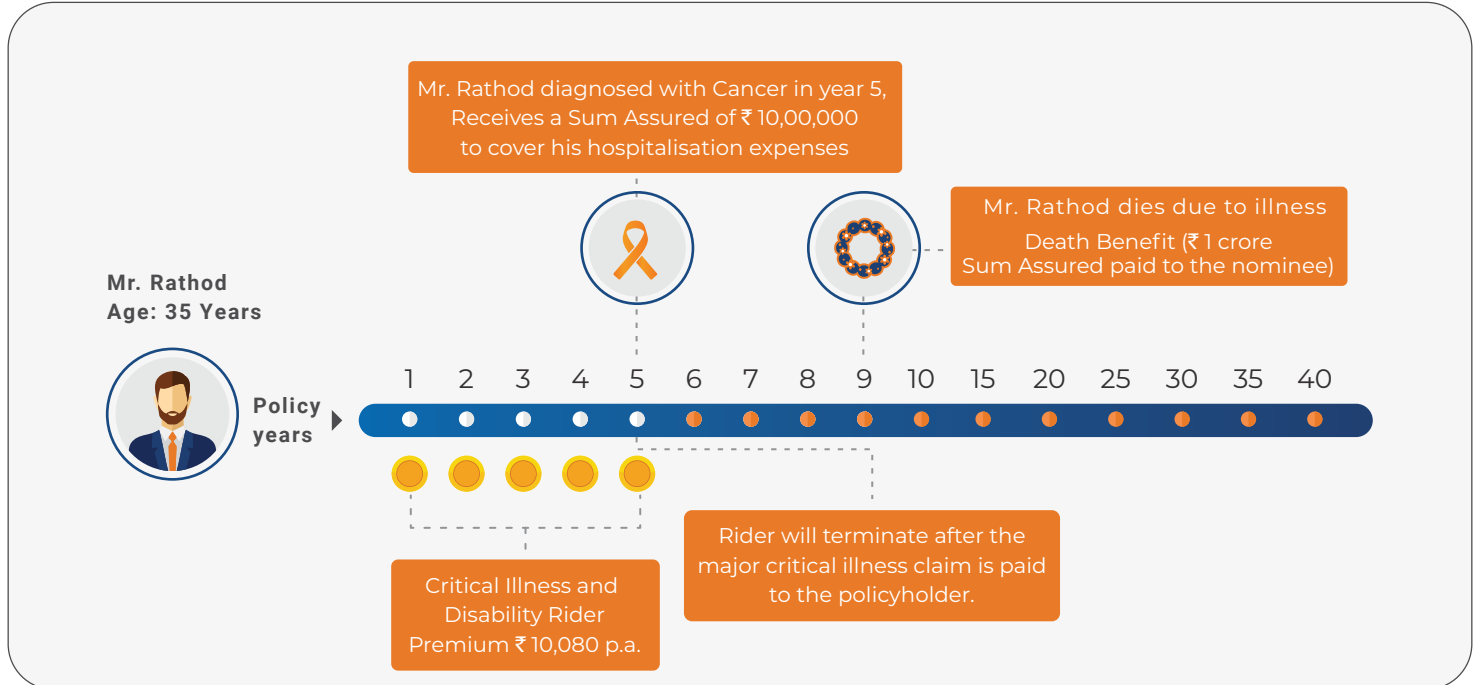 Mr. Rathod diagnosed with Cancer in year 5,
Receives a Sum Assured of ₹ 10,00,000
to cover his hospitalisation expenses
Mr. Rathod dies due to illness
Death Benefit (₹ 1 crore
Sum Assured paid to the nominee)
Mr. Rathod
Age: 35 Years
Policy
years
1 2 3 4 5 6 7 8 9 10 15 20 25 30 35 40
Critical Illness and
Disability Rider
Premium ₹ 10,080 p.a.
Rider will terminate after the
major critical illness claim is paid
to the policyholder.